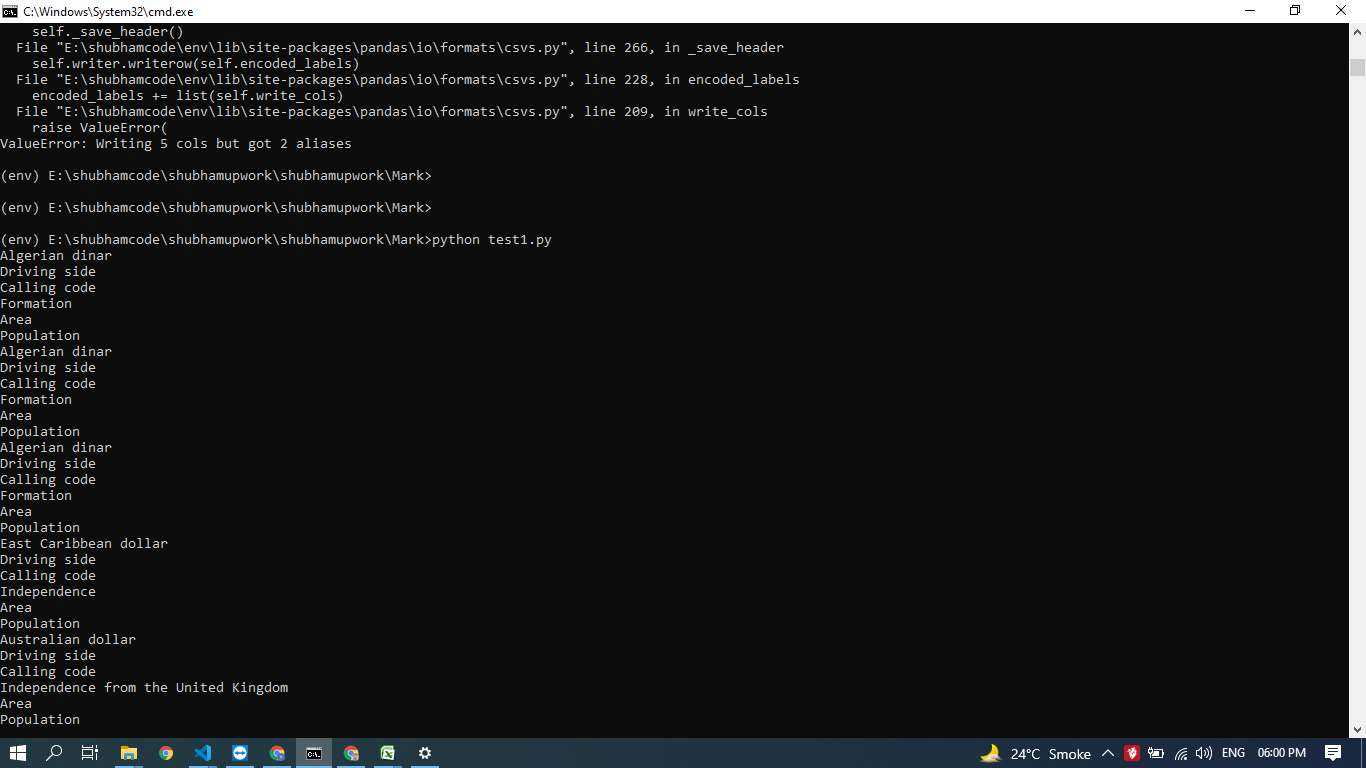 C:\Windows\System32\cmd.exe
self._save_header()
File "E:\shubhamcode\env\lib\site-packages\pandas\io\formats\csvs.py", line 266, in _save_header
self.writer.writerow(self.encoded_labels)
File "E:\shubhamcode\env\lib\site-packages\pandas\io\formats\csvs.py", line 228, in encoded_labels
encoded_labels += list(self.write_cols)
File "E:\shubhamcode\env\lib\site-packages\pandas\io\formats\csvs.py", line 209, in write_cols
raise ValueError(
ValueError: Writing 5 cols but got 2 aliases
(env) E:\shubhamcode\shubhamupwork\shubhamupwork\Mark>
(env) E:\shubhamcode\shubhamupwork\shubhamupwork\Mark>
(env) E:\shubhamcode\shubhamupwork\shubhamupwork\Mark>python test1.py
Algerian dinar
Driving side
Calling code
Formation
Area
Population
Algerian dinar
Driving side
Calling code
Formation
Area
Population
Algerian dinar
Driving side
Calling code
Formation
Area
Population
East Caribbean dollar
Driving side
Calling code
Independence
Area
Population
Australian dollar
Driving side
Calling code
Independence from the United Kingdom
Area
Population
24°C Smoke ENG 06:00 PM